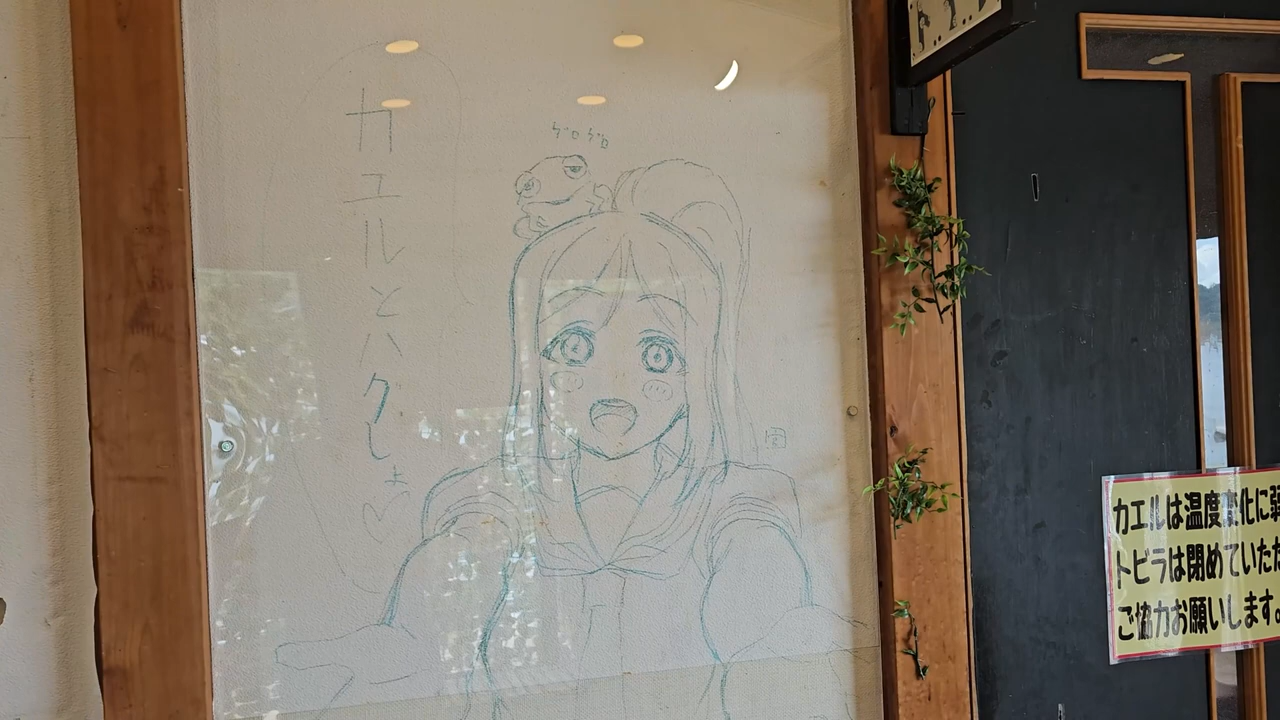 カエルとハグしょ♡
ゲロゲロ
カエルは温度変化に弱
トビラは閉めていただ
ご協力お願いします。